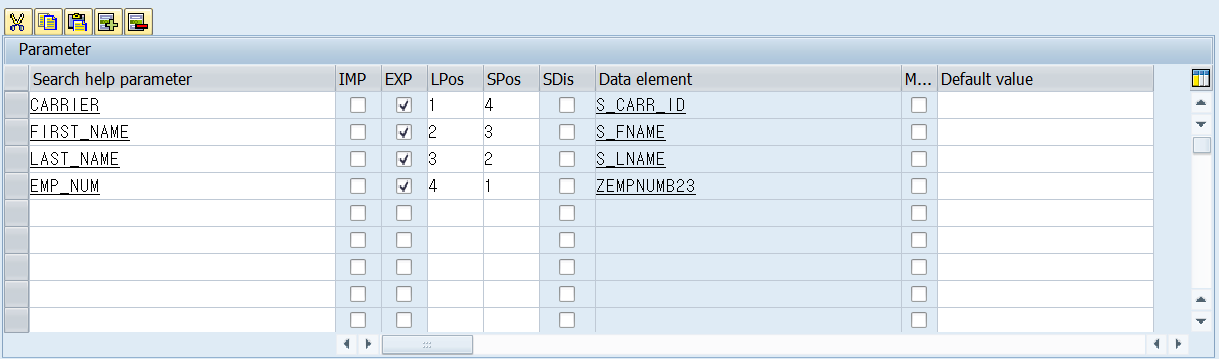 Parameter
Search help parameter IMP EXP LPos SPos SDis Data element M... Default value
CARRIER 1 4 S_CARR_ID
FIRST_NAME 2 3 S_FNAME
LAST_NAME 3 2 S_LNAME
EMP_NUM 4 1 ZEMPNUMB23